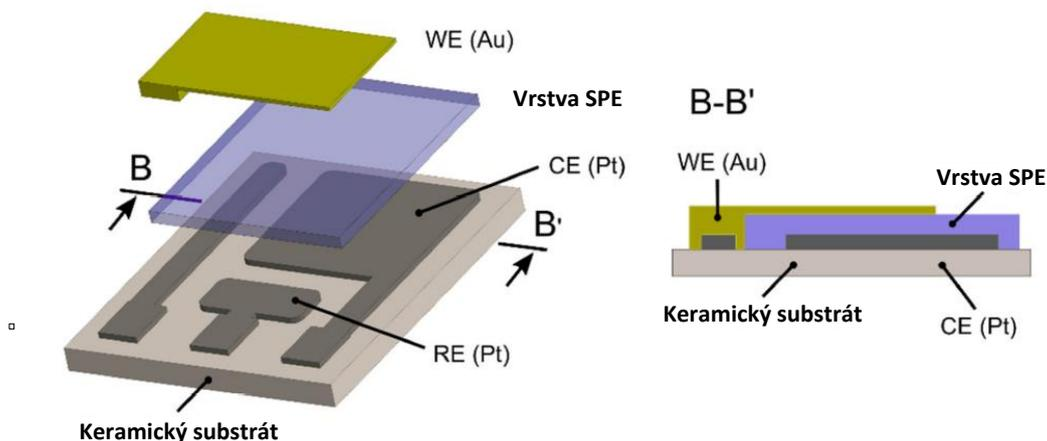 WE (Au)
Vrstva SPE
B
CE (Pt)
B'
RE (Pt)
Keramický substrát
B-B'
WE (Au)
Vrstva SPE
Keramický substrát
CE (Pt)